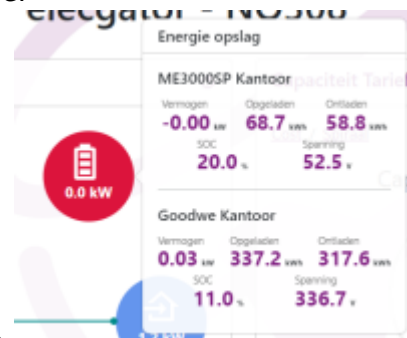 elecgator - NO300
Energie opslag
ME3000SP Kantoor
Vermogen Opgeladen Ontladen
-0.00 kW 68.7 kWh 58.8 kWh
SOC Spanning
20.0 % 52.5 V
0.0 kW
Goodwe Kantoor
Vermogen Opgeladen Ontladen
0.03 kW 337.2 kWh 317.6 kWh
SOC Spanning
11.0 % 336.7 V